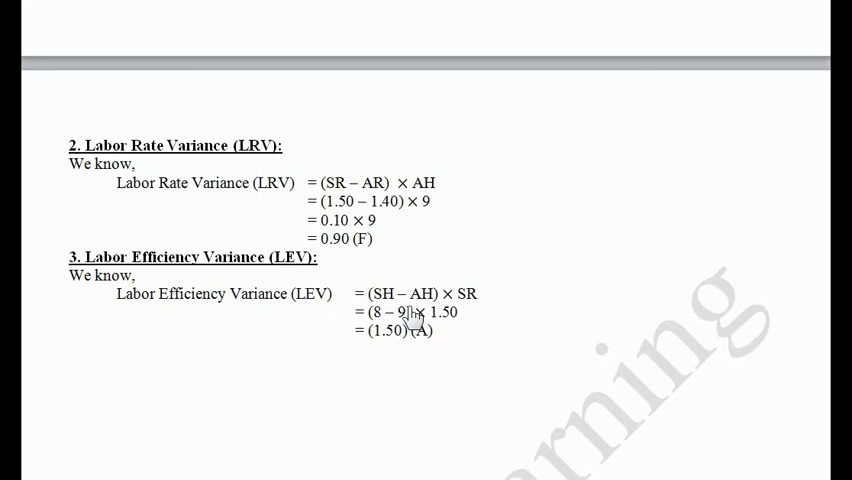 2. Labor Rate Variance (LRV):
We know,
Labor Rate Variance (LRV) = (SR – AR) × AH
= (1.50 – 1.40) × 9
= 0.10 × 9
= 0.90 (F)
3. Labor Efficiency Variance (LEV):
We know,
Labor Efficiency Variance (LEV) = (SH – AH) × SR
= (8 – 9) × 1.50
= (1.50) (A)